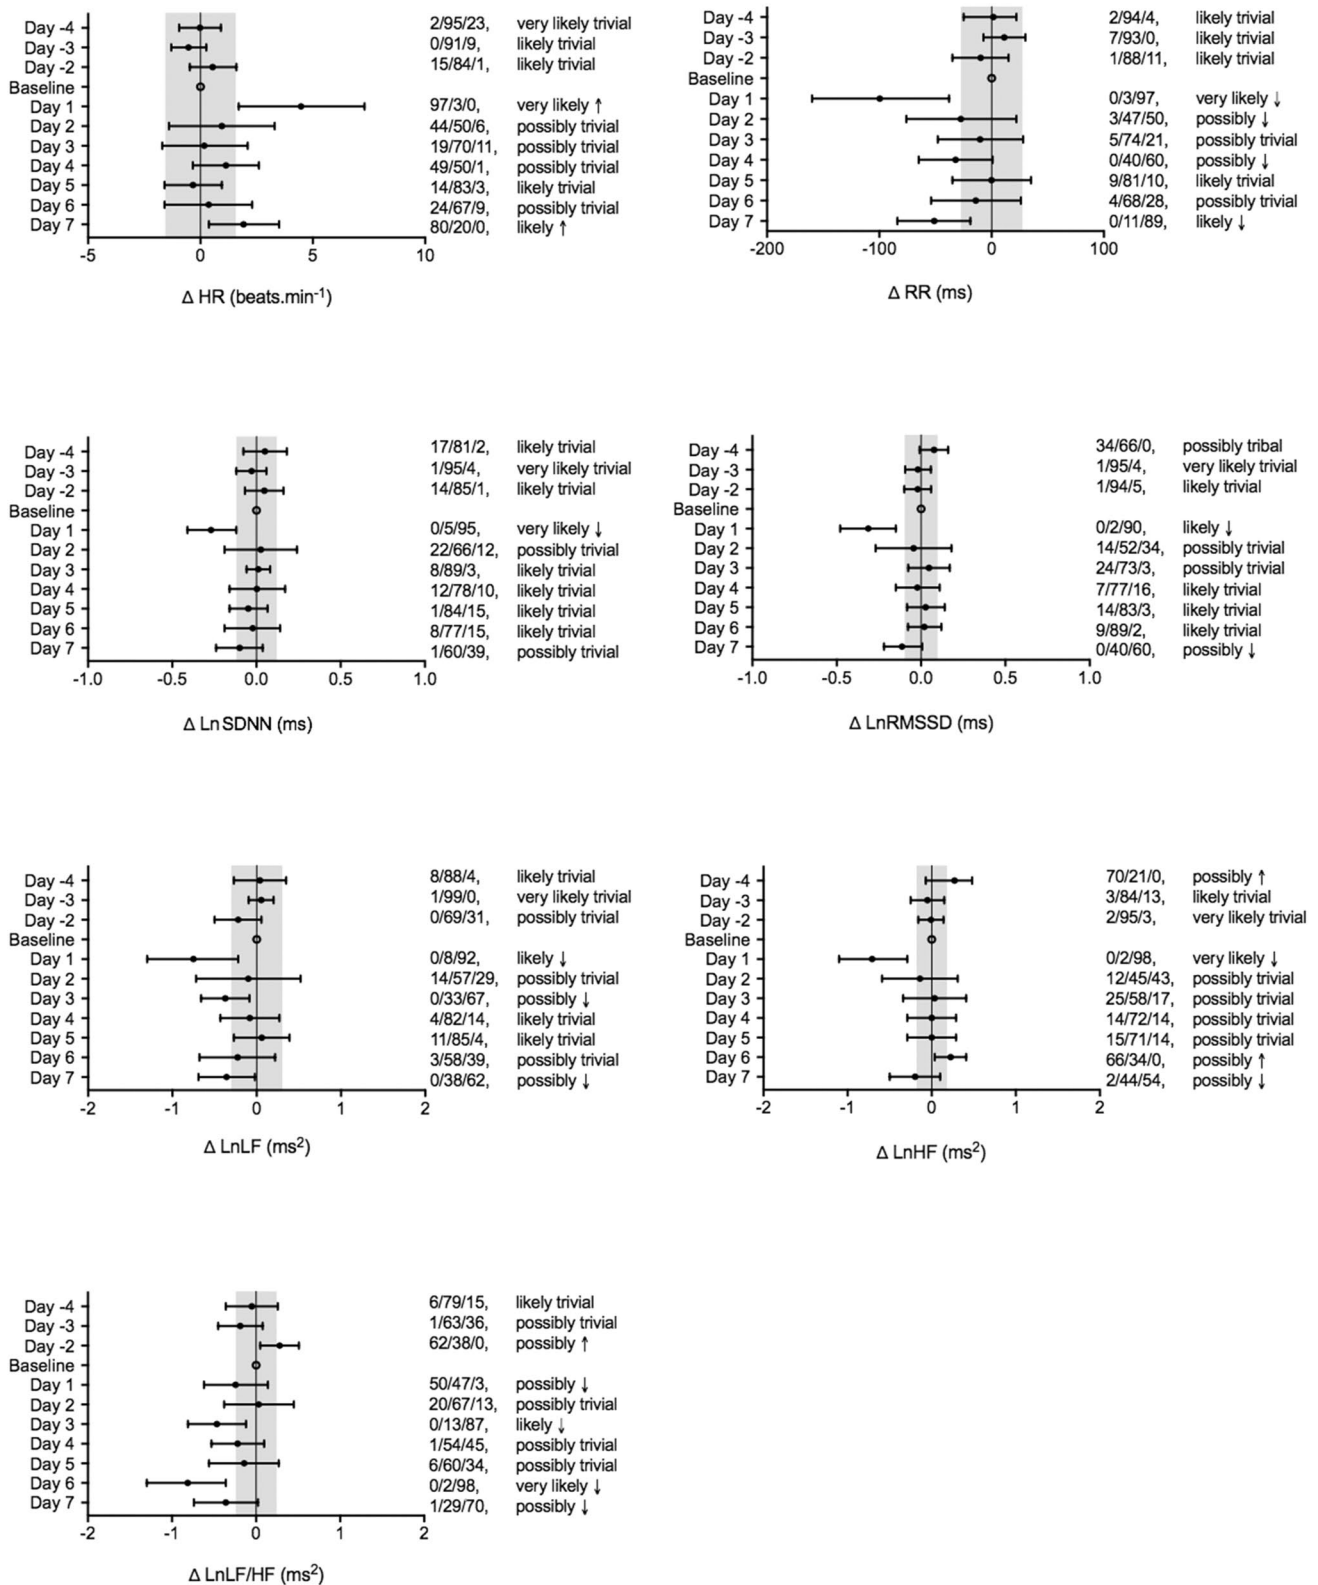 Day -4 2/95/23, very likely trivial
Day -3 0/91/9, likely trivial
Day -2 15/84/1, likely trivial
Baseline
Day 1 97/3/0, very likely ↑
Day 2 44/50/6, possibly trivial
Day 3 19/70/11, possibly trivial
Day 4 49/50/1, possibly trivial
Day 5 14/83/3, likely trivial
Day 6 24/67/9, possibly trivial
Day 7 80/20/0, likely ↑
-5 0 5 10
Δ HR (beats.min⁻¹)
Day -4 2/94/4, likely trivial
Day -3 7/93/0, likely trivial
Day -2 1/88/11, likely trivial
Baseline
Day 1 0/3/97, very likely ↓
Day 2 3/47/50, possibly ↓
Day 3 5/74/21, possibly trivial
Day 4 0/40/60, possibly ↓
Day 5 9/81/10, likely trivial
Day 6 4/68/28, possibly trivial
Day 7 0/11/89, likely ↓
-200 -100 0 100
Δ RR (ms)
Day -4 17/81/2, likely trivial
Day -3 1/95/4, very likely trivial
Day -2 14/85/1, likely trivial
Baseline
Day 1 0/5/95, very likely ↓
Day 2 22/66/12, possibly trivial
Day 3 8/89/3, likely trivial
Day 4 12/78/10, likely trivial
Day 5 1/84/15, likely trivial
Day 6 8/77/15, likely trivial
Day 7 1/60/39, possibly trivial
-1.0 -0.5 0.0 0.5 1.0
Δ LnSDNN (ms)
Day -4 34/66/0, possibly tribal
Day -3 1/95/4, very likely trivial
Day -2 1/94/5, likely trivial
Baseline
Day 1 0/2/90, likely ↓
Day 2 14/52/34, possibly trivial
Day 3 24/73/3, possibly trivial
Day 4 7/77/16, likely trivial
Day 5 14/83/3, likely trivial
Day 6 9/89/2, likely trivial
Day 7 0/40/60, possibly ↓
-1.0 -0.5 0.0 0.5 1.0
Δ LnRMSSD (ms)
Day -4 8/88/4, likely trivial
Day -3 1/99/0, very likely trivial
Day -2 0/69/31, possibly trivial
Baseline
Day 1 0/8/92, likely ↓
Day 2 14/57/29, possibly trivial
Day 3 0/33/67, possibly ↓
Day 4 4/82/14, likely trivial
Day 5 11/85/4, likely trivial
Day 6 3/58/39, possibly trivial
Day 7 0/38/62, possibly ↓
-2 -1 0 1 2
Δ LnLF (ms²)
Day -4 70/21/0, possibly ↑
Day -3 3/84/13, likely trivial
Day -2 2/95/3, very likely trivial
Baseline
Day 1 0/2/98, very likely ↓
Day 2 12/45/43, possibly trivial
Day 3 25/58/17, possibly trivial
Day 4 14/72/14, possibly trivial
Day 5 15/71/14, possibly trivial
Day 6 66/34/0, possibly ↑
Day 7 2/44/54, possibly ↓
-2 -1 0 1 2
Δ LnHF (ms²)
Day -4 6/79/15, likely trivial
Day -3 1/63/36, possibly trivial
Day -2 62/38/0, possibly ↑
Baseline
Day 1 50/47/3, possibly ↓
Day 2 20/67/13, possibly trivial
Day 3 0/13/87, likely ↓
Day 4 1/54/45, possibly trivial
Day 5 6/60/34, possibly trivial
Day 6 0/2/98, very likely ↓
Day 7 1/29/70, possibly ↓
-2 -1 0 1 2
Δ LnLF/HF (ms²)